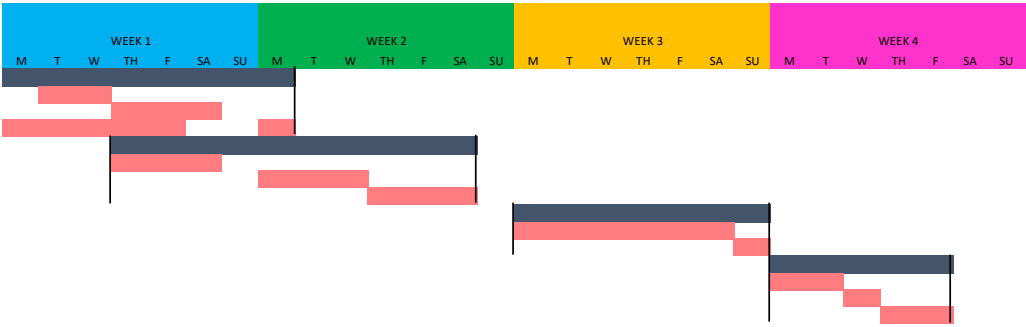 WEEK 1 WEEK 2 WEEK 3 WEEK 4
M T W TH F SA SU M T W TH F SA SU M T W TH F SA SU M T W TH F SA SU